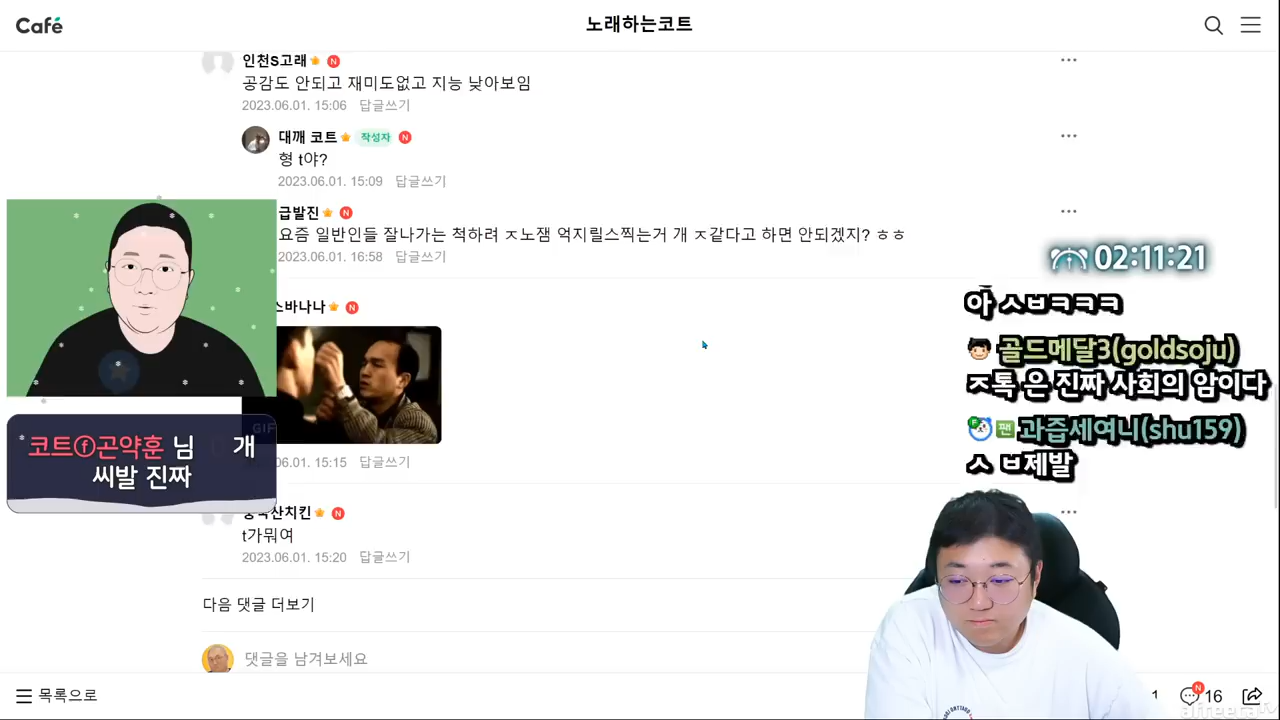 Café
노래하는코트
인천S고래 N
공감도 안되고 재미도없고 지능 낮아보임
2023.06.01. 15:06 답글쓰기
대깨 코트 작성자 N
형 t야?
2023.06.01. 15:09 답글쓰기
급발진 N
요즘 일반인들 잘나가는 척하려 ㅈ노잼 억지릴스찍는거 개 ㅈ같다고 하면 안되겠지? ㅎㅎ
2023.06.01. 16:58 답글쓰기
02:11:21
아 ㅅㅂㅋㅋㅋ
스바나나 N
골드메달3(goldsoju)
ㅈ톡 은 진짜 사회의 암이다
팬 과즙세여니(shu159)
ㅅ ㅂ제발
GIF
코트ⓕ곤약훈 님 개
씨발 진짜
06.01. 15:15 답글쓰기
중국산치킨 N
t가뭐여
2023.06.01. 15:20 답글쓰기
다음 댓글 더보기
댓글을 남겨보세요
목록으로
1
N 16
afreecaTV